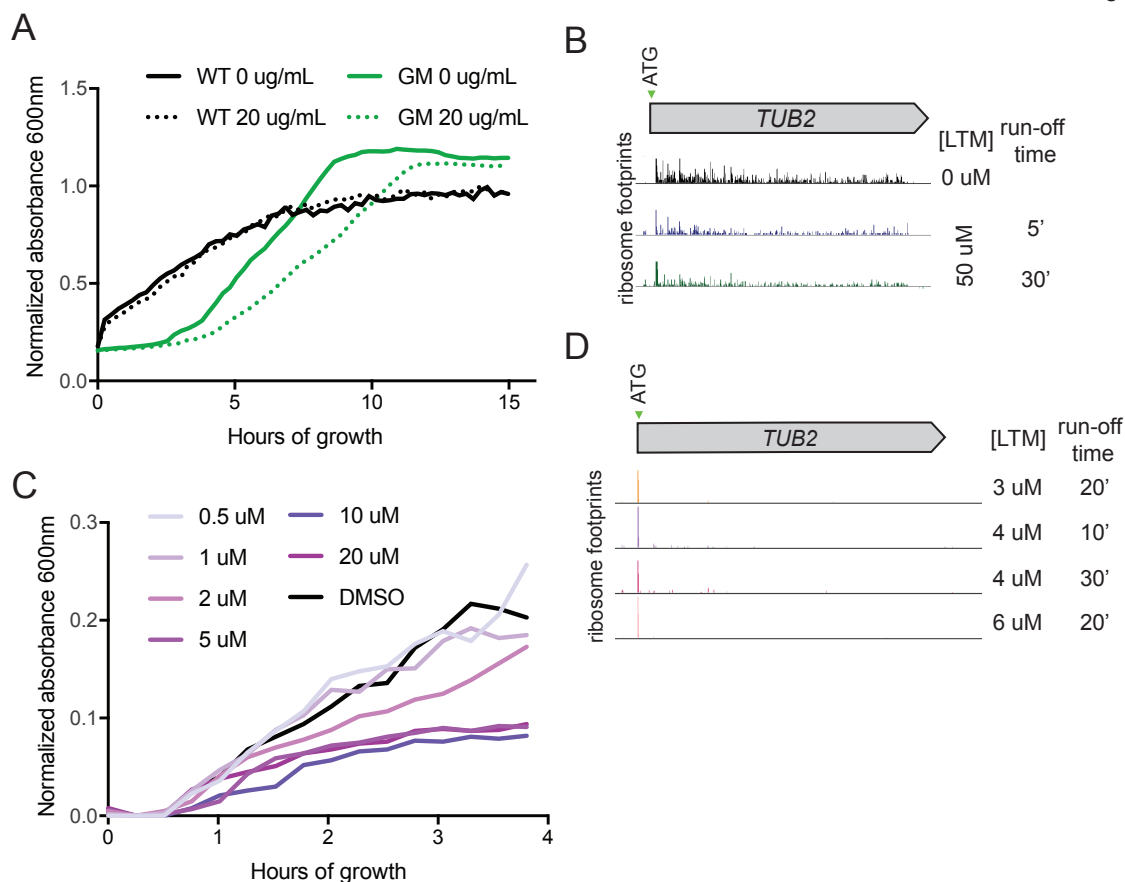 A
WT 0 ug/mL
GM 0 ug/mL
WT 20 ug/mL
GM 20 ug/mL
Normalized absorbance 600nm
1.5
1.0
0.5
0.0
0
5
10
15
Hours of growth
B
ATG
TUB2
[LTM]
run-off
time
ribosome footprints
0 uM
50 uM
5'
30'
C
0.5 uM
10 uM
1 uM
20 uM
2 uM
DMSO
5 uM
Normalized absorbance 600nm
0.3
0.2
0.1
0.0
0
1
2
3
4
Hours of growth
D
ATG
TUB2
[LTM]
run-off
time
ribosome footprints
3 uM 20'
4 uM 10'
4 uM 30'
6 uM 20'